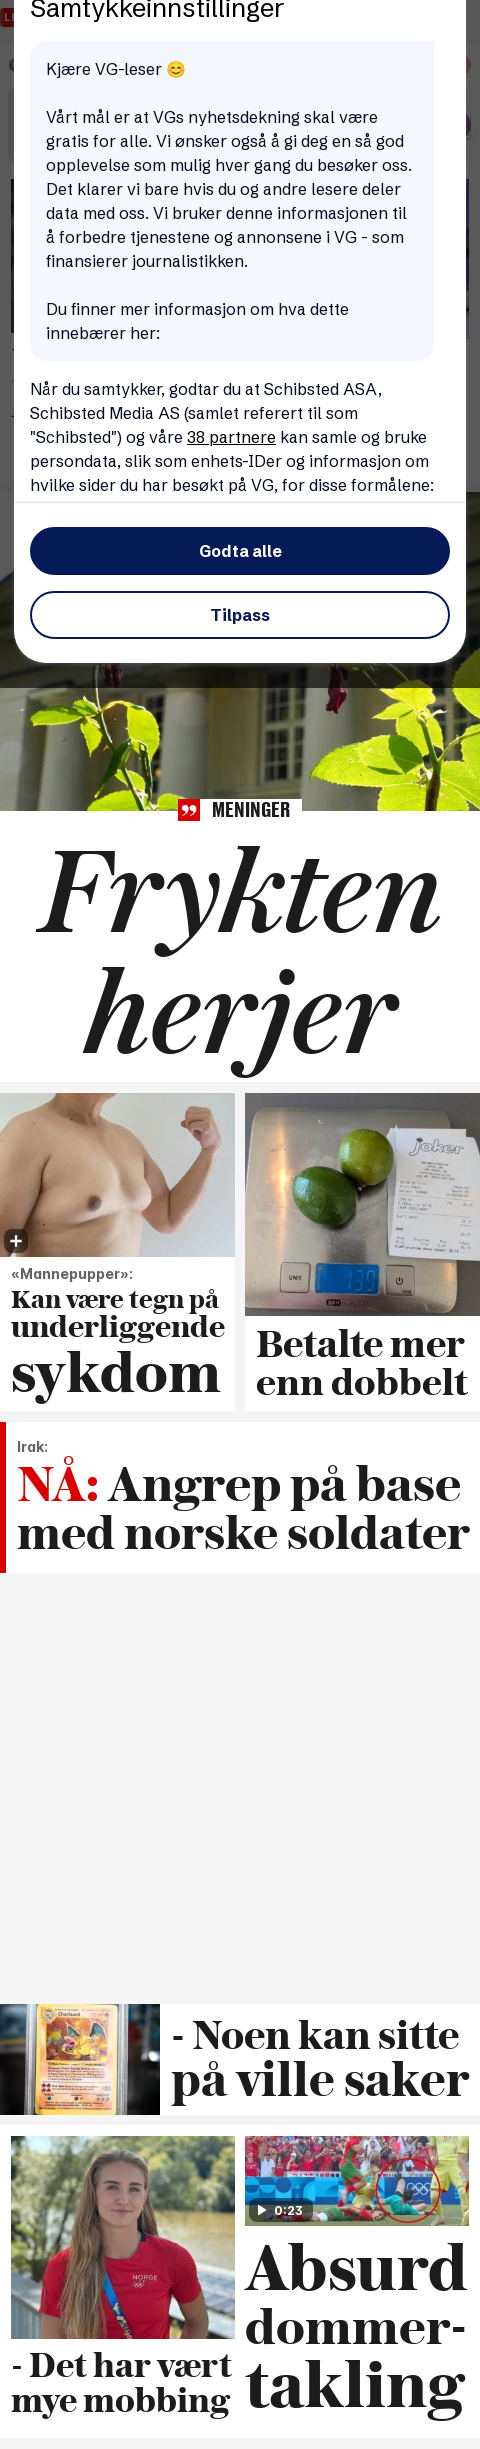 Samtykkeinnstillinger
Kjære VG-leser 😊
Vårt mål er at VGs nyhetsdekning skal være
gratis for alle. Vi ønsker også å gi deg en så god
opplevelse som mulig hver gang du besøker oss.
Det klarer vi bare hvis du og andre lesere deler
data med oss. Vi bruker denne informasjonen til
å forbedre tjenestene og annonsene i VG - som
finansierer journalistikken.
Du finner mer informasjon om hva dette
innebærer her:
Når du samtykker, godtar du at Schibsted ASA,
Schibsted Media AS (samlet referert til som
"Schibsted") og våre 38 partnere kan samle og bruke
persondata, slik som enhets-IDer og informasjon om
hvilke sider du har besøkt på VG, for disse formålene:
Godta alle
Tilpass
MENINGER
Frykten
herjer
joker
UNIT
139
«Mannepupper»:
Kan være tegn på
underliggende
sykdom
Betalte mer
enn dobbelt
Irak:
NÅ: Angrep på base
med norske soldater
Charizard
- Noen kan sitte
på ville saker
NORGE
0:23
- Det har vært
mye mobbing
Absurd
dommer-
takling